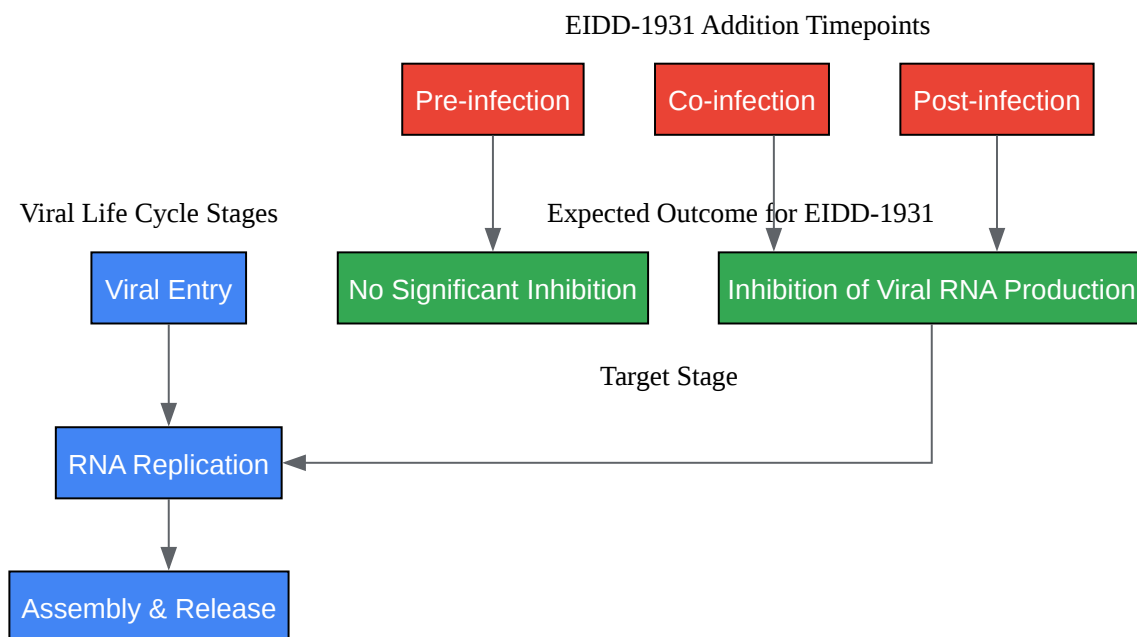 EIDD-1931 Addition Timepoints
Pre-infection
Co-infection
Post-infection
Viral Life Cycle Stages
Expected Outcome for EIDD-1931
Viral Entry
No Significant Inhibition
Inhibition of Viral RNA Production
Target Stage
RNA Replication
Assembly & Release